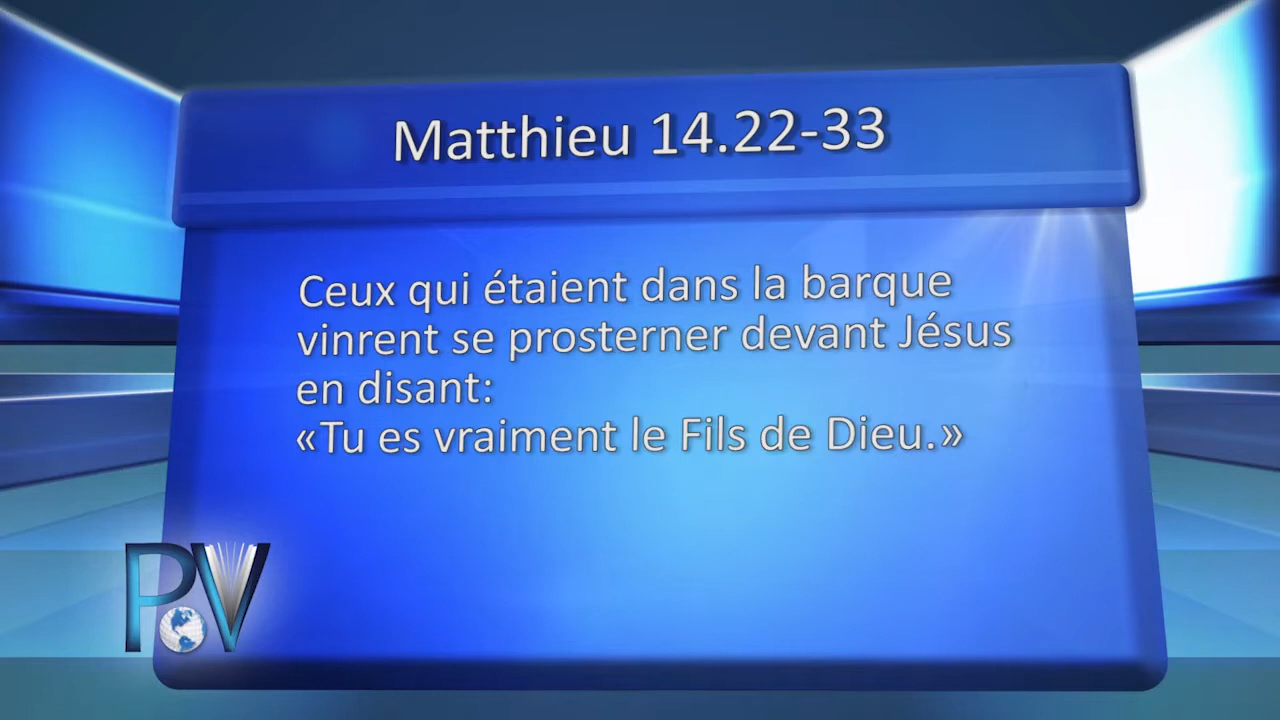 Matthieu 14.22-33
Ceux qui étaient dans la barque
vinrent se prosterner devant Jésus
en disant:
«Tu es vraiment le Fils de Dieu.»
PV